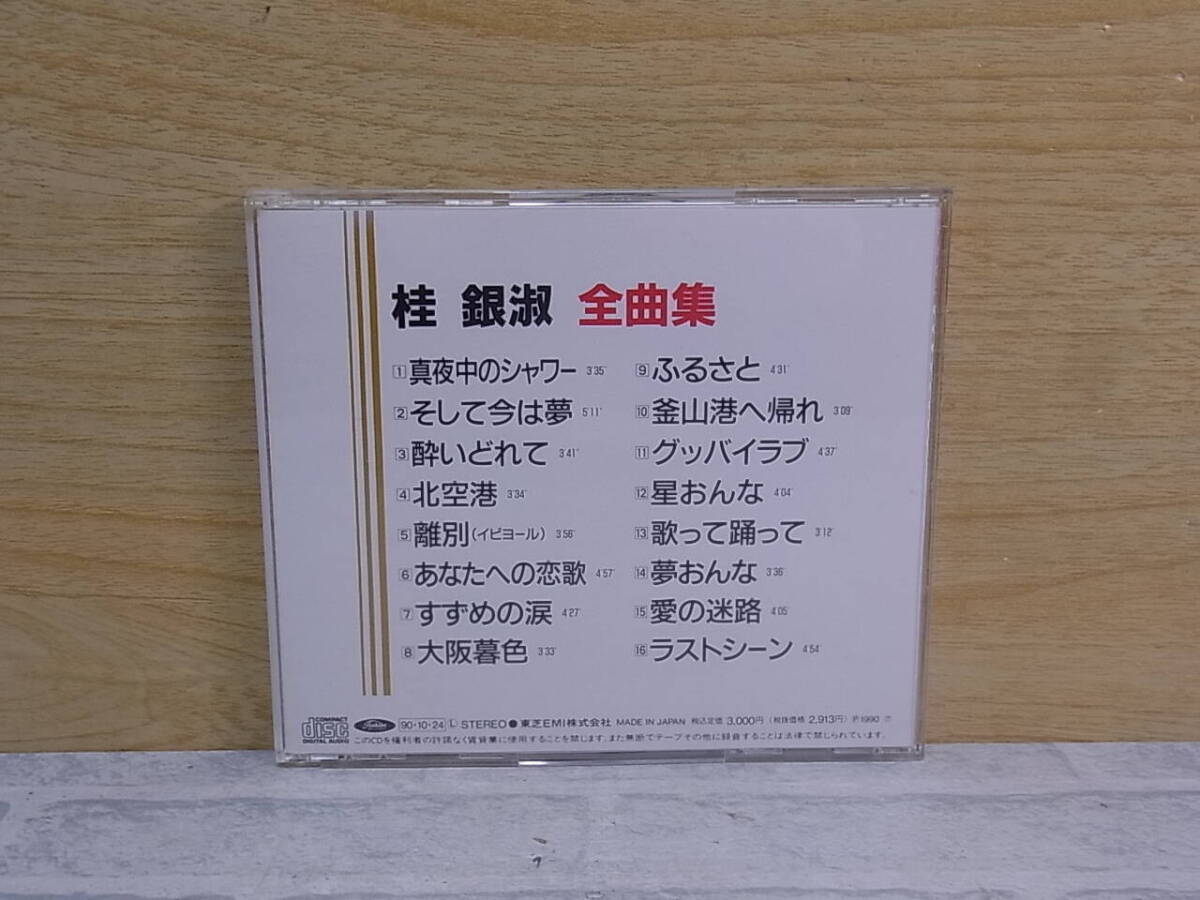 桂 銀淑 全曲集
1 真夜中のシャワー 3'35"
2 そして今は夢 5'11"
3 酔いどれて 3'41"
4 北空港 3'34"
5 離別(イビヨール) 3'56"
6 あなたへの恋歌 4'57"
7 すずめの涙 4'27"
8 大阪暮色 3'33"
9 ふるさと 4'31"
10 釜山港へ帰れ 3'09"
11 グッバイラブ 4'37"
12 星おんな 4'04"
13 歌って踊って 3'12"
14 夢おんな 3'36"
15 愛の迷路 4'05"
16 ラストシーン 4'54"
COMPACT disc DIGITAL AUDIO
90・10・24 L STEREO ● 東芝EMI株式会社 MADE IN JAPAN 税込定価 3,000円 (税抜価格 2,913円) ℗1990
このCDを権利者の許諾なく賃貸業に使用することを禁じます。また無断でテープその他に録音することは法律で禁じられています。